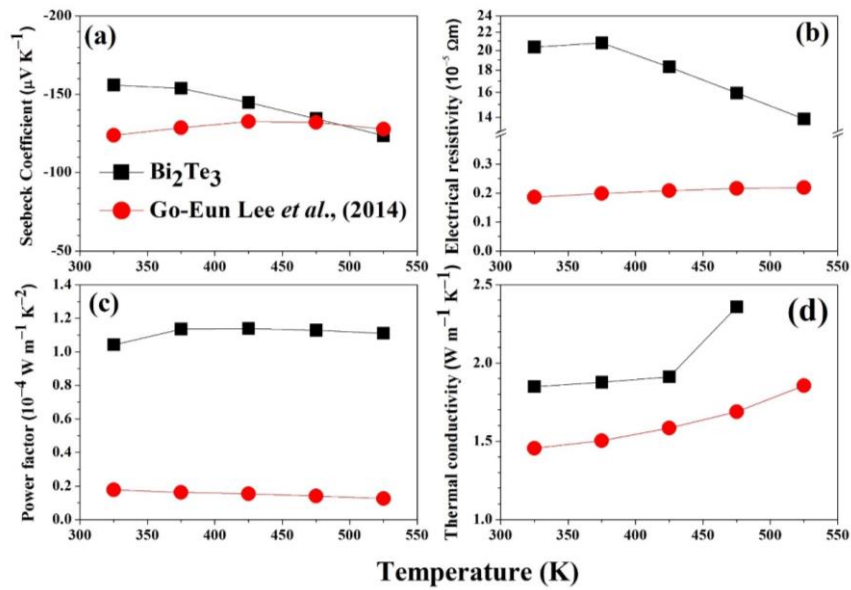 (a)
Seebeck Coefficient (μV K⁻¹)
-200
-150
-100
-50
Bi₂Te₃
Go-Eun Lee et al., (2014)
300 350 400 450 500 550
(b)
Electrical resistivity (10⁻⁵ Ωm)
24
22
20
18
16
14
0.3
0.2
0.1
0.0
300 350 400 450 500 550
(c)
Power factor (10⁻⁴ W m⁻¹ K⁻²)
1.4
1.2
1.0
0.8
0.6
0.4
0.2
0.0
300 350 400 450 500 550
(d)
Thermal conductivity (W m⁻¹ K⁻¹)
2.5
2.0
1.5
1.0
300 350 400 450 500 550
Temperature (K)